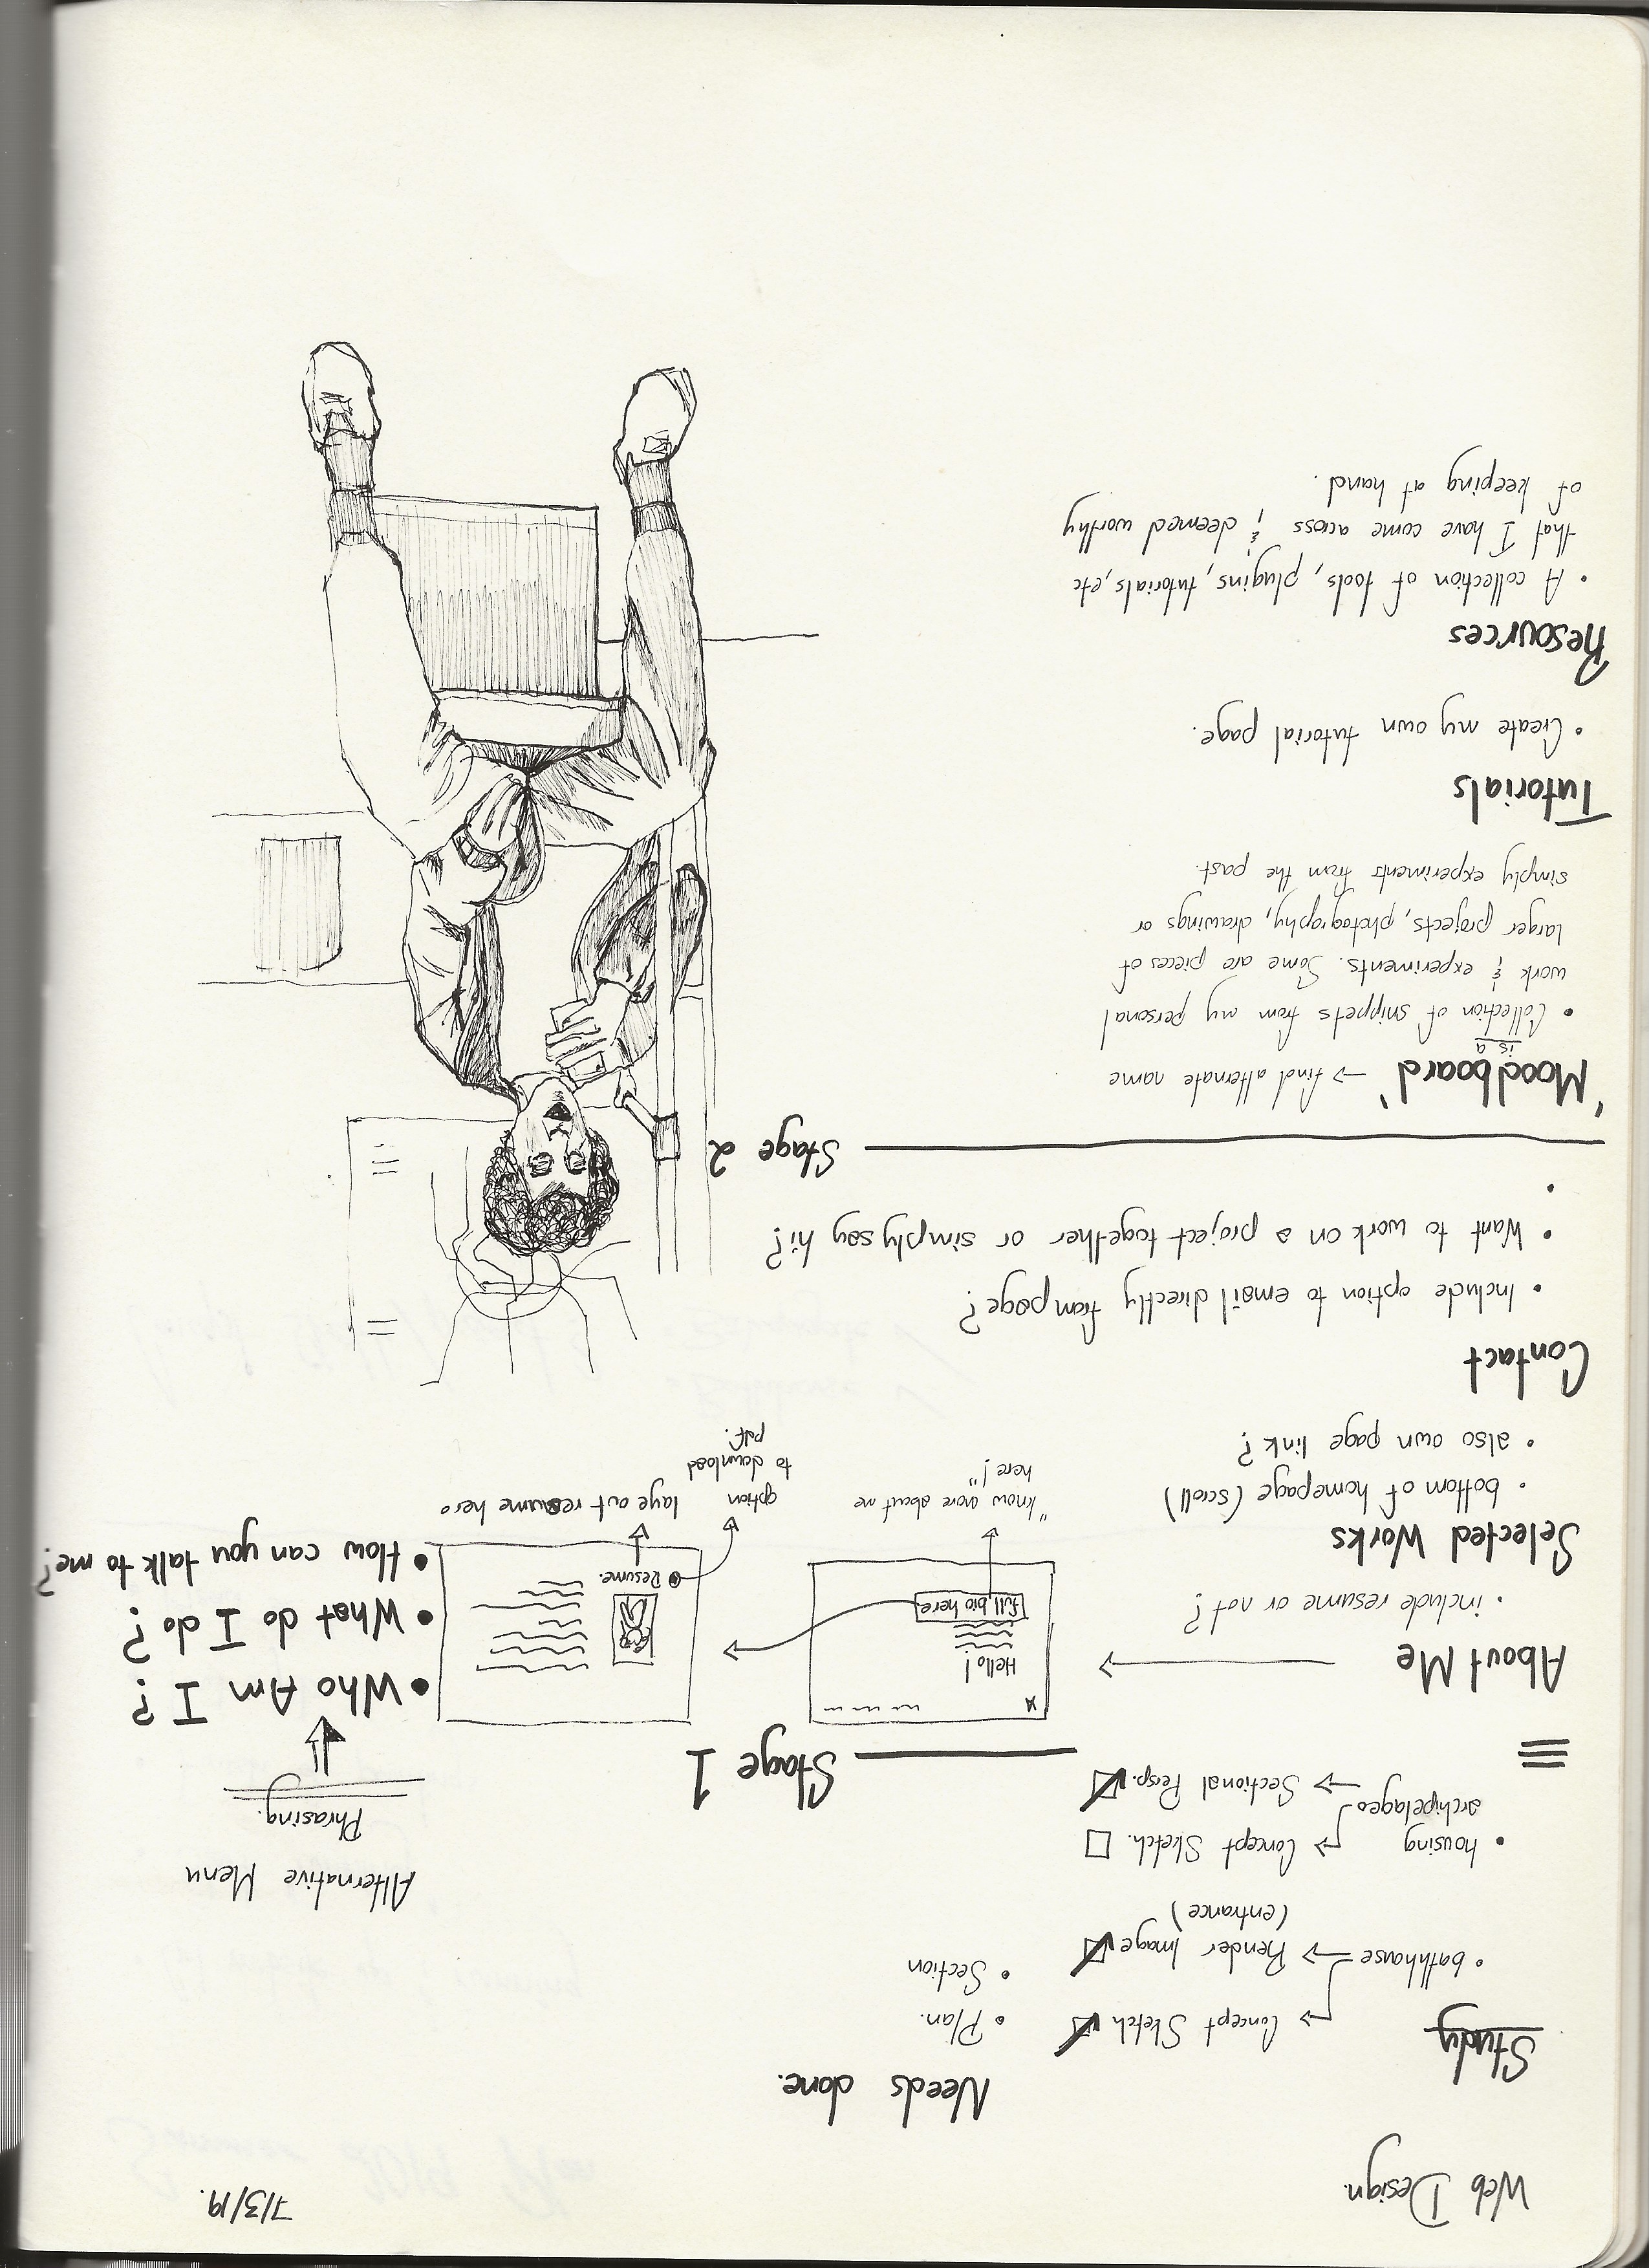 Web Design.
7/3/19.
Study
• bathhouse
Concept Sketch
Render Image
(entrance)
• housing
archipelageo
Concept Sketch.
Sectional Persp.
Needs done.
• Plan.
• Section
Alternative Menu
Phrasing.
• Who Am I?
• What do I do?
• How can you talk to me?
Stage 1
About Me
• include resume or not?
Hello!
full bio here
"know more about me
here!"
Resume.
option
to download
pdf.
laye out resume here
Selected Works
• bottom of homepage (scroll)
• also own page link?
Contact
• Include option to email directly from page?
• Want to work on a project together or simply say hi?
•
Stage 2
'Moodboard' → find alternate name
is a
• Collection of snippets from my personal
work & experiments. Some are pieces of
larger projects, photography, drawings or
simply experiments from the past.
Tutorials
• Create my own tutorial page.
Resources
• A collection of tools, plugins, tutorials, etc
that I have come across & deemed worthy
of keeping at hand.